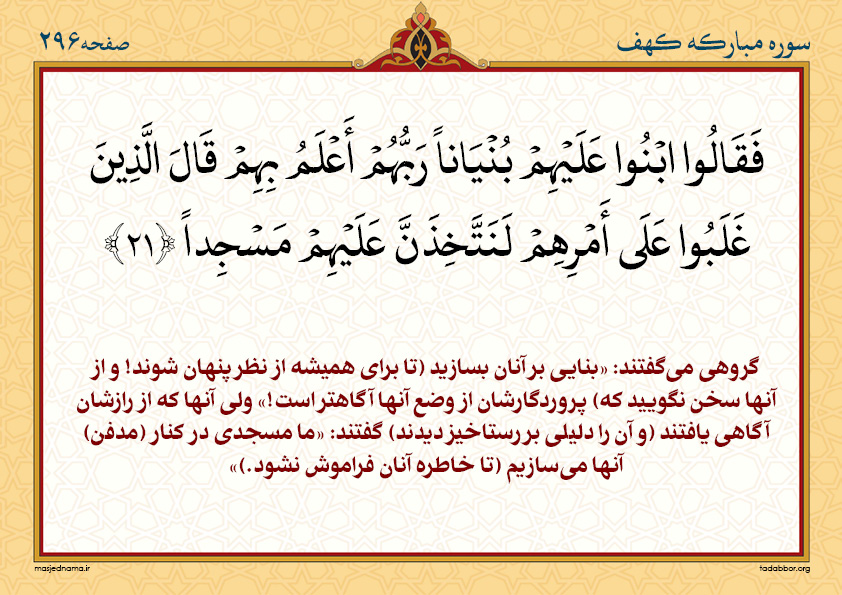 سوره مبارکه کهف
صفحه۲۹۶
فَقَالُوا ابْنُوا عَلَيْهِمْ بُنْيَاناً رَبُّهُمْ أَعْلَمُ بِهِمْ قَالَ الَّذِينَ
غَلَبُوا عَلَى أَمْرِهِمْ لَنَتَّخِذَنَّ عَلَيْهِمْ مَسْجِداً ﴿۲۱﴾
گروهی می‌گفتند: «بنایی بر آنان بسازید (تا برای همیشه از نظر پنهان شوند! و از
آنها سخن نگویید که) پروردگارشان از وضع آنها آگاهتر است!» ولی آنها که از رازشان
آگاهی یافتند (و آن را دلیلی بر رستاخیز دیدند) گفتند: «ما مسجدی در کنار (مدفن)
آنها می‌سازیم (تا خاطره آنان فراموش نشود.)»
masjednama.ir
tadabbor.org